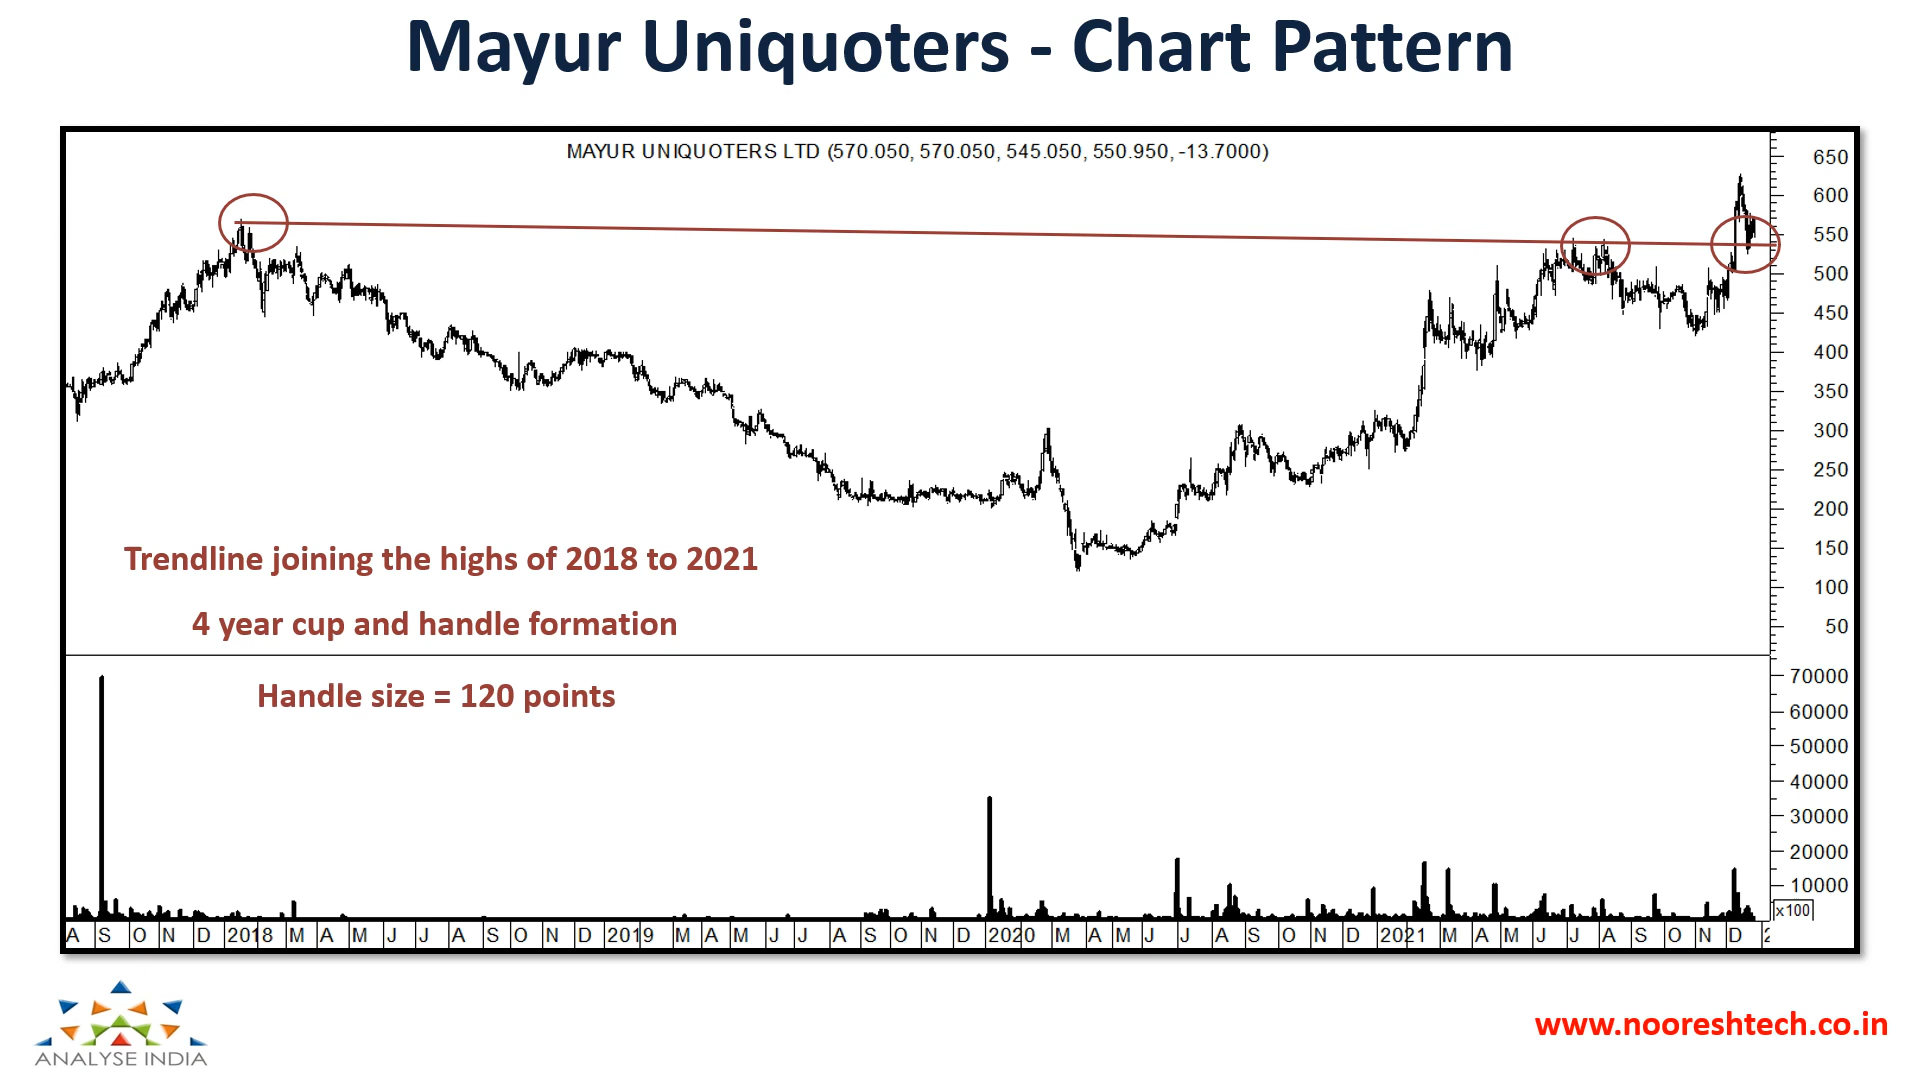 Mayur Uniquoters - Chart Pattern
MAYUR UNIQUOTERS LTD (570.050, 570.050, 545.050, 550.950, -13.7000)
650
600
550
500
450
400
350
300
250
200
150
100
50
Trendline joining the highs of 2018 to 2021
4 year cup and handle formation
Handle size = 120 points
70000
60000
50000
40000
30000
20000
10000
x100
A S O N D 2018 M A M J J A S O N D 2019 M A M J J A S O N D 2020 M A M J J A S O N D 2021 M A M J J A S O N D
ANALYSE INDIA
www.nooreshtech.co.in